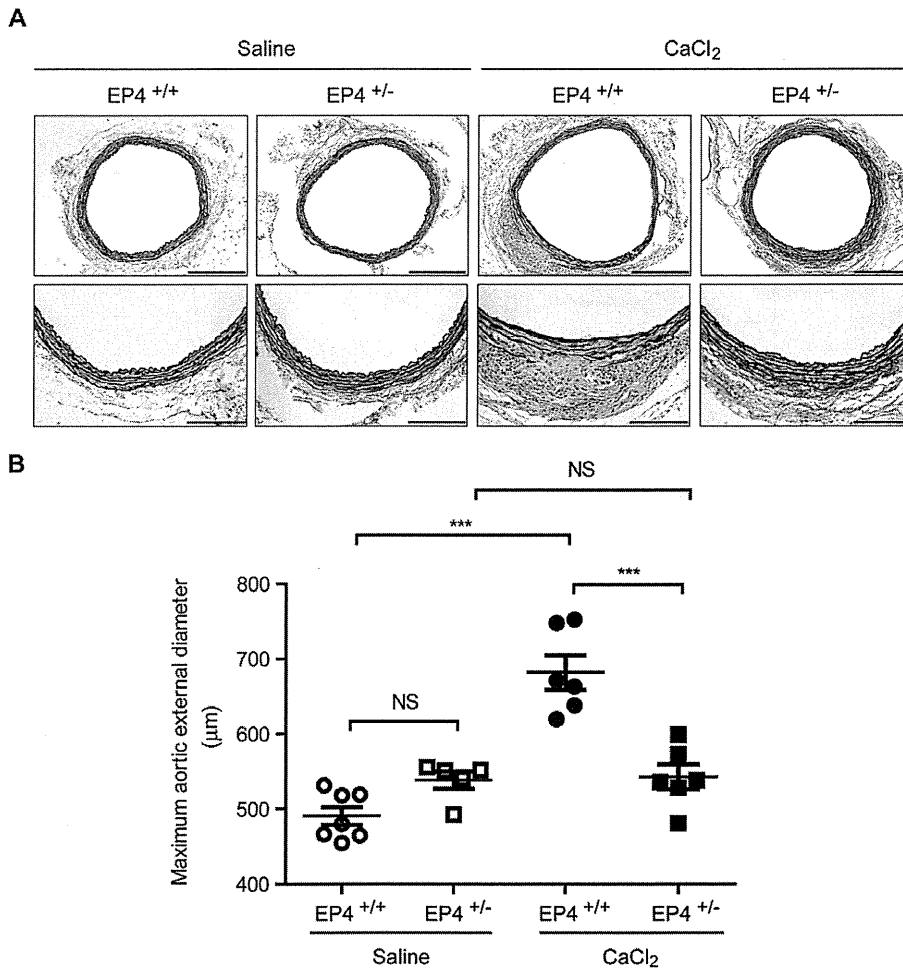 A
Saline CaCl₂
EP4 +/+ EP4 +/- EP4 +/+ EP4 +/-
B
NS
***
***
NS
Maximum aortic external diameter
(µm)
800
700
600
500
400
EP4 +/+ EP4 +/- EP4 +/+ EP4 +/-
Saline CaCl₂